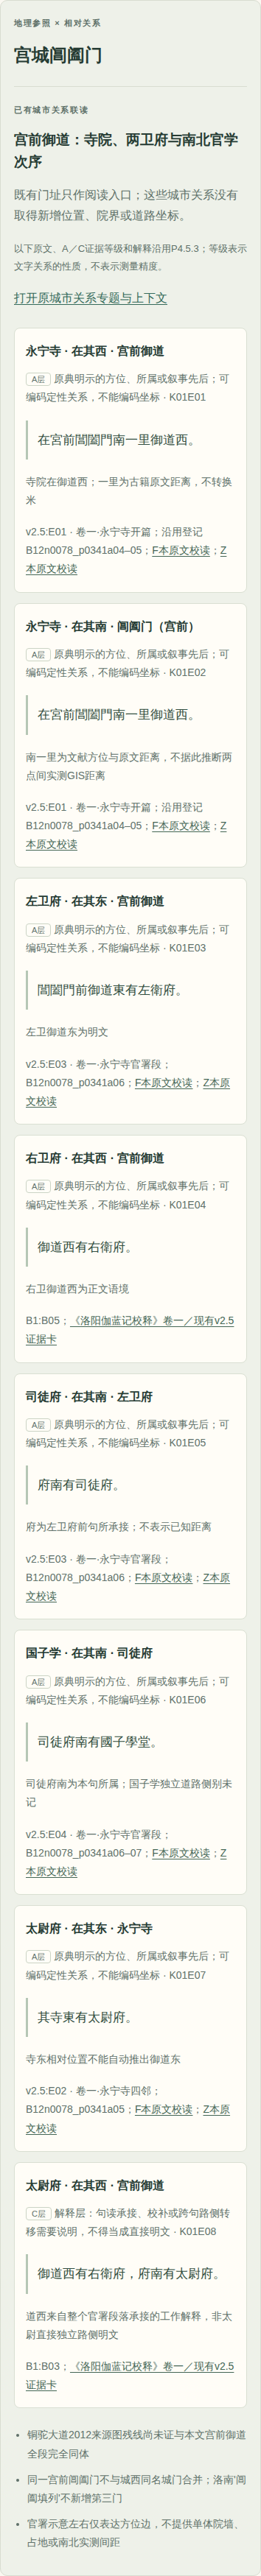 地理参照 × 相对关系
宫城阊阖门
已有城市关系联读
宫前御道：寺院、两卫府与南北官学
次序
既有门址只作阅读入口；这些城市关系没有
取得新增位置、院界或道路坐标。
以下原文、A／C证据等级和解释沿用P4.5.3；等级表示
文字关系的性质，不表示测量精度。
打开原城市关系专题与上下文
永宁寺 · 在其西 · 宫前御道
A层 原典明示的方位、所属或叙事先后；可
编码定性关系，不能编码坐标 · K01E01
在宮前閶闔門南一里御道西。
寺院在御道西；一里为古籍原文距离，不转换
米
v2.5:E01 · 卷一·永宁寺开篇；沿用登记
B12n0078_p0341a04–05；F本原文校读；Z
本原文校读
永宁寺 · 在其南 · 阊阖门（宫前）
A层 原典明示的方位、所属或叙事先后；可
编码定性关系，不能编码坐标 · K01E02
在宮前閶闔門南一里御道西。
南一里为文献方位与原文距离，不据此推断两
点间实测GIS距离
v2.5:E01 · 卷一·永宁寺开篇；沿用登记
B12n0078_p0341a04–05；F本原文校读；Z
本原文校读
左卫府 · 在其东 · 宫前御道
A层 原典明示的方位、所属或叙事先后；可
编码定性关系，不能编码坐标 · K01E03
閶闔門前御道東有左衛府。
左卫御道东为明文
v2.5:E03 · 卷一·永宁寺官署段；
B12n0078_p0341a06；F本原文校读；Z本原
文校读
右卫府 · 在其西 · 宫前御道
A层 原典明示的方位、所属或叙事先后；可
编码定性关系，不能编码坐标 · K01E04
御道西有右衛府。
右卫御道西为正文语境
B1:B05；《洛阳伽蓝记校释》卷一／现有v2.5
证据卡
司徒府 · 在其南 · 左卫府
A层 原典明示的方位、所属或叙事先后；可
编码定性关系，不能编码坐标 · K01E05
府南有司徒府。
府为左卫府前句所承接；不表示已知距离
v2.5:E03 · 卷一·永宁寺官署段；
B12n0078_p0341a06；F本原文校读；Z本原
文校读
国子学 · 在其南 · 司徒府
A层 原典明示的方位、所属或叙事先后；可
编码定性关系，不能编码坐标 · K01E06
司徒府南有國子學堂。
司徒府南为本句所属；国子学独立道路侧别未
记
v2.5:E04 · 卷一·永宁寺官署段；
B12n0078_p0341a06–07；F本原文校读；Z
本原文校读
太尉府 · 在其东 · 永宁寺
A层 原典明示的方位、所属或叙事先后；可
编码定性关系，不能编码坐标 · K01E07
其寺東有太尉府。
寺东相对位置不能自动推出御道东
v2.5:E02 · 卷一·永宁寺四邻；
B12n0078_p0341a05；F本原文校读；Z本原
文校读
太尉府 · 在其西 · 宫前御道
C层 解释层：句读承接、校补或跨句路侧转
移需要说明，不得当成直接明文 · K01E08
御道西有右衛府，府南有太尉府。
道西来自整个官署段落承接的工作解释，非太
尉直接独立路侧明文
B1:B03；《洛阳伽蓝记校释》卷一／现有v2.5
证据卡
• 铜驼大道2012来源图残线尚未证与本文宫前御道
全段完全同体
• 同一宫前阊阖门不与城西同名城门合并；洛南'阊
阖填列'不新增第三门
• 官署示意左右仅表达方位边，不提供单体院墙、
占地或南北实测间距